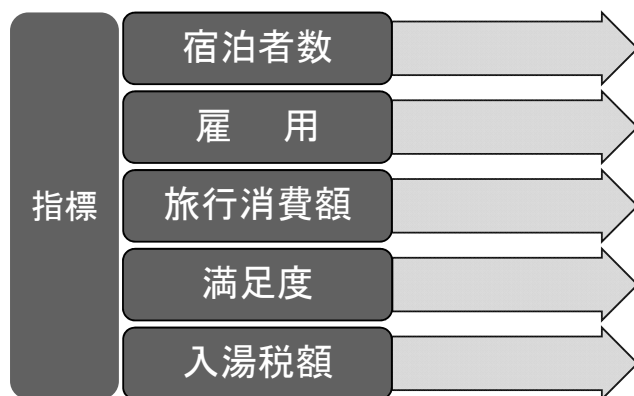 指標
宿泊者数
雇　用
旅行消費額
満足度
入湯税額